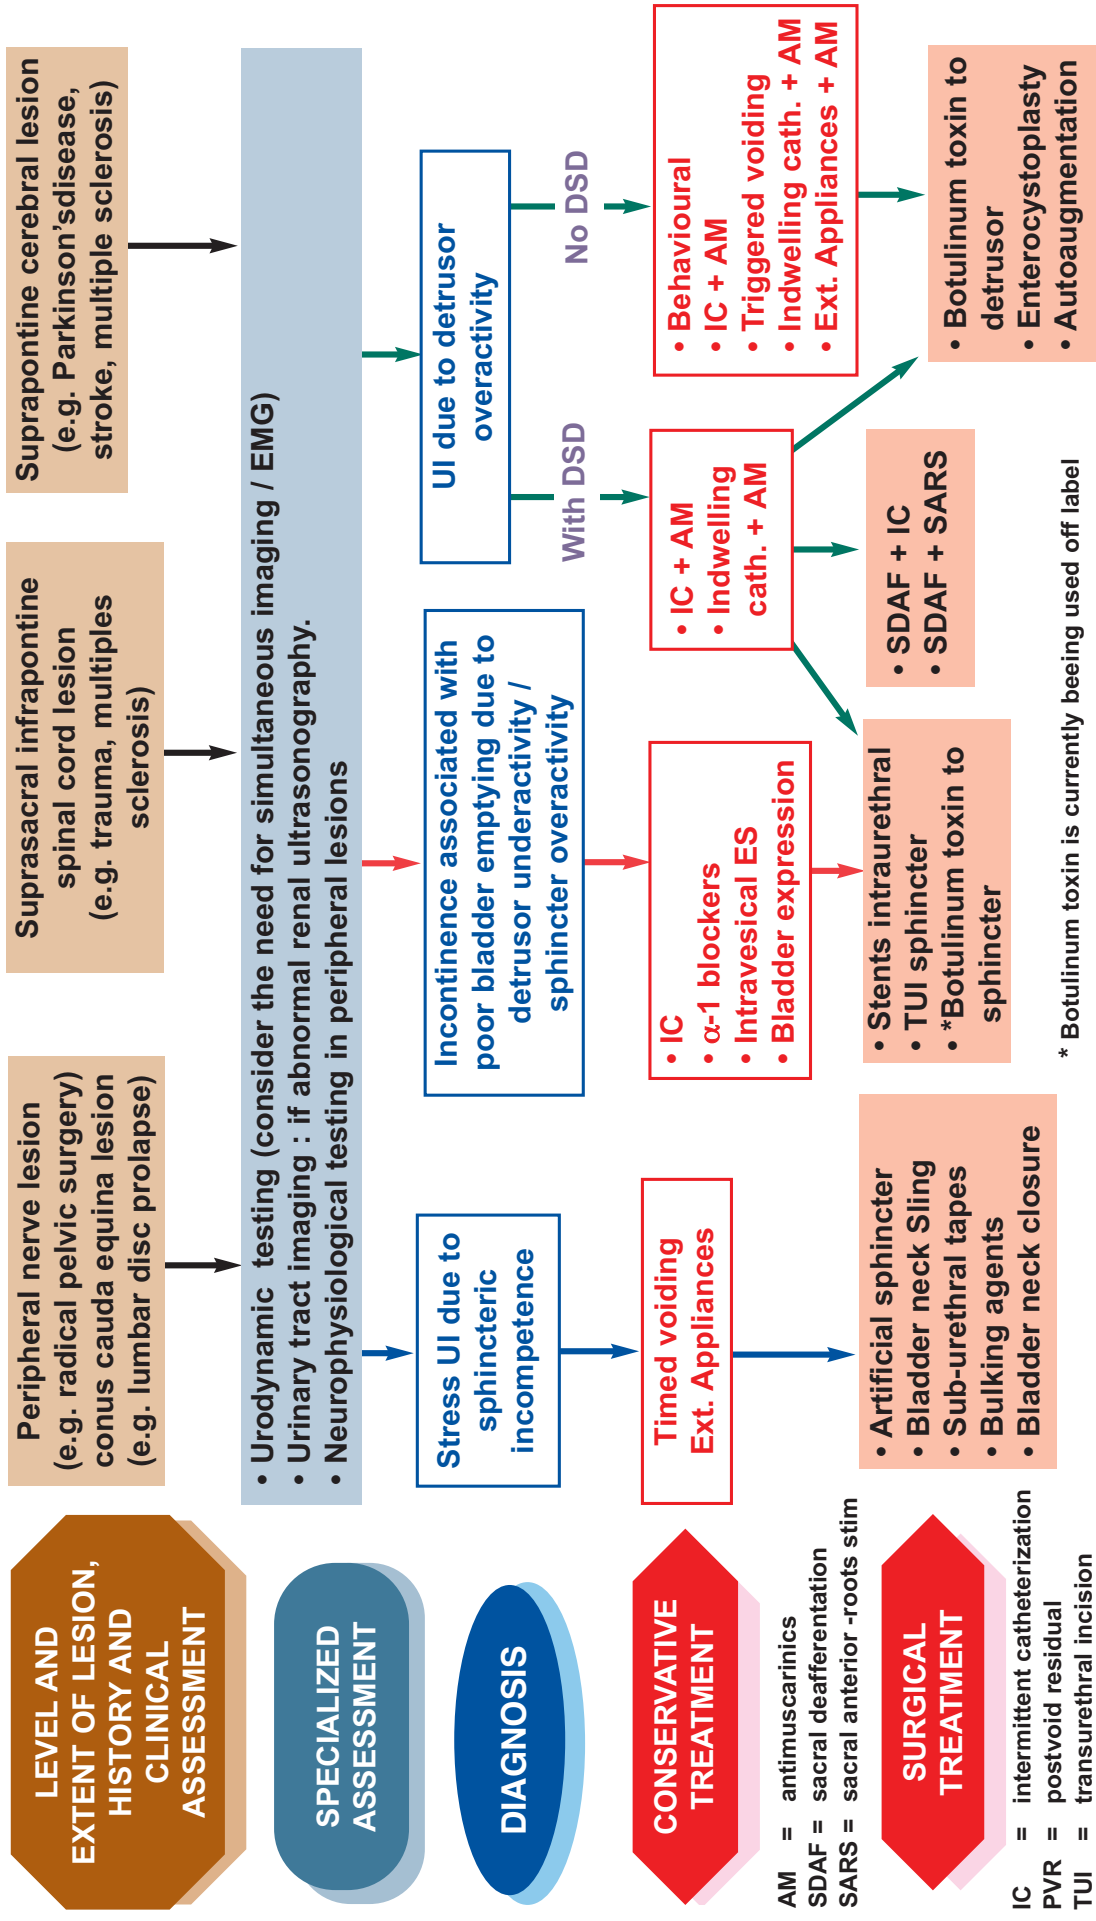 LEVEL AND
EXTENT OF LESION,
HISTORY AND
CLINICAL
ASSESSMENT
Peripheral nerve lesion
(e.g. radical pelvic surgery)
conus cauda equina lesion
(e.g. lumbar disc prolapse)
Suprasacral infrapontine
spinal cord lesion
(e.g. trauma, multiples
sclerosis)
Suprapontine cerebral lesion
(e.g. Parkinson'sdisease,
stroke, multiple sclerosis)
SPECIALIZED
ASSESSMENT
• Urodynamic testing (consider the need for simultaneous imaging / EMG)
• Urinary tract imaging : if abnormal renal ultrasonography.
• Neurophysiological testing in peripheral lesions
DIAGNOSIS
Stress UI due to
sphincteric
incompetence
Incontinence associated with
poor bladder emptying due to
detrusor underactivity /
sphincter overactivity
UI due to detrusor
overactivity
With DSD
No DSD
CONSERVATIVE
TREATMENT
Timed voiding
Ext. Appliances
• IC
• α-1 blockers
• Intravesical ES
• Bladder expression
• IC + AM
• Indwelling
cath. + AM
• Behavioural
• IC + AM
• Triggered voiding
• Indwelling cath. + AM
• Ext. Appliances + AM
AM = antimuscarinics
SDAF = sacral deafferentation
SARS = sacral anterior -roots stim
SURGICAL
TREATMENT
• Artificial sphincter
• Bladder neck Sling
• Sub-urethral tapes
• Bulking agents
• Bladder neck closure
• Stents intraurethral
• TUI sphincter
• *Botulinum toxin to
sphincter
• SDAF + IC
• SDAF + SARS
• Botulinum toxin to
detrusor
• Enterocystoplasty
• Autoaugmentation
IC = intermittent catheterization
PVR = postvoid residual
TUI = transurethral incision
* Botulinum toxin is currently beeing used off label